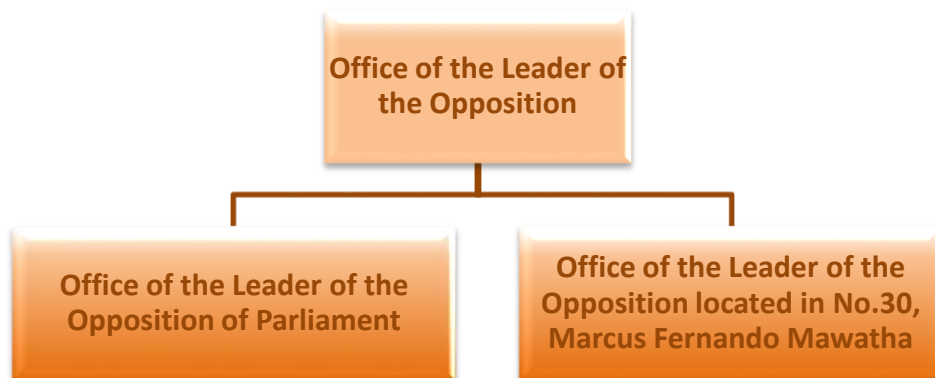 Office of the Leader of
the Opposition
Office of the Leader of the
Opposition of Parliament
Office of the Leader of the
Opposition located in No.30,
Marcus Fernando Mawatha